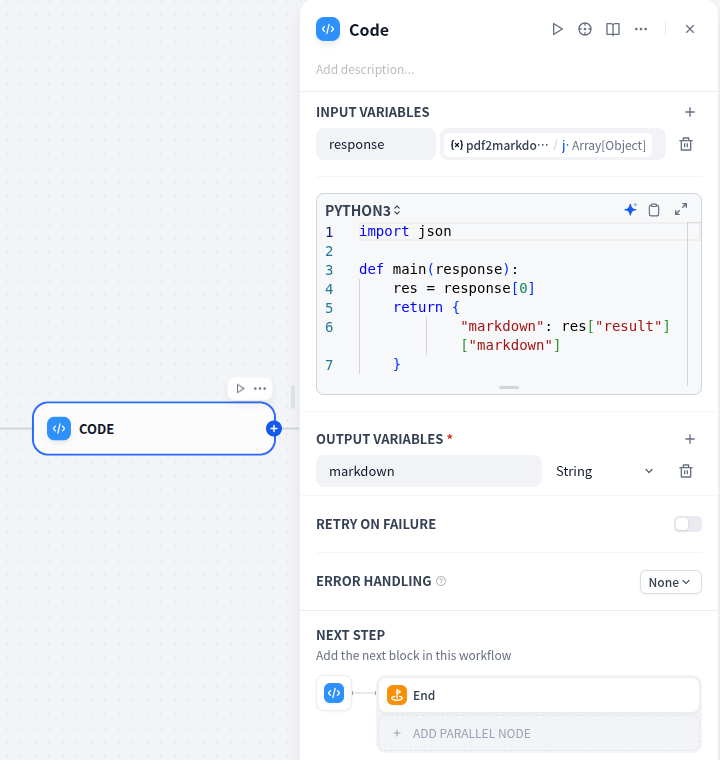 Code
Add description...
INPUT VARIABLES
response
{x} pdf2markdo··· / j· Array[Object]
PYTHON3
1 import json
2
3 def main(response):
4 res = response[0]
5 return {
6 "markdown": res["result"]
["markdown"]
7 }
CODE
OUTPUT VARIABLES *
markdown String
RETRY ON FAILURE
ERROR HANDLING
None
NEXT STEP
Add the next block in this workflow
End
+ ADD PARALLEL NODE